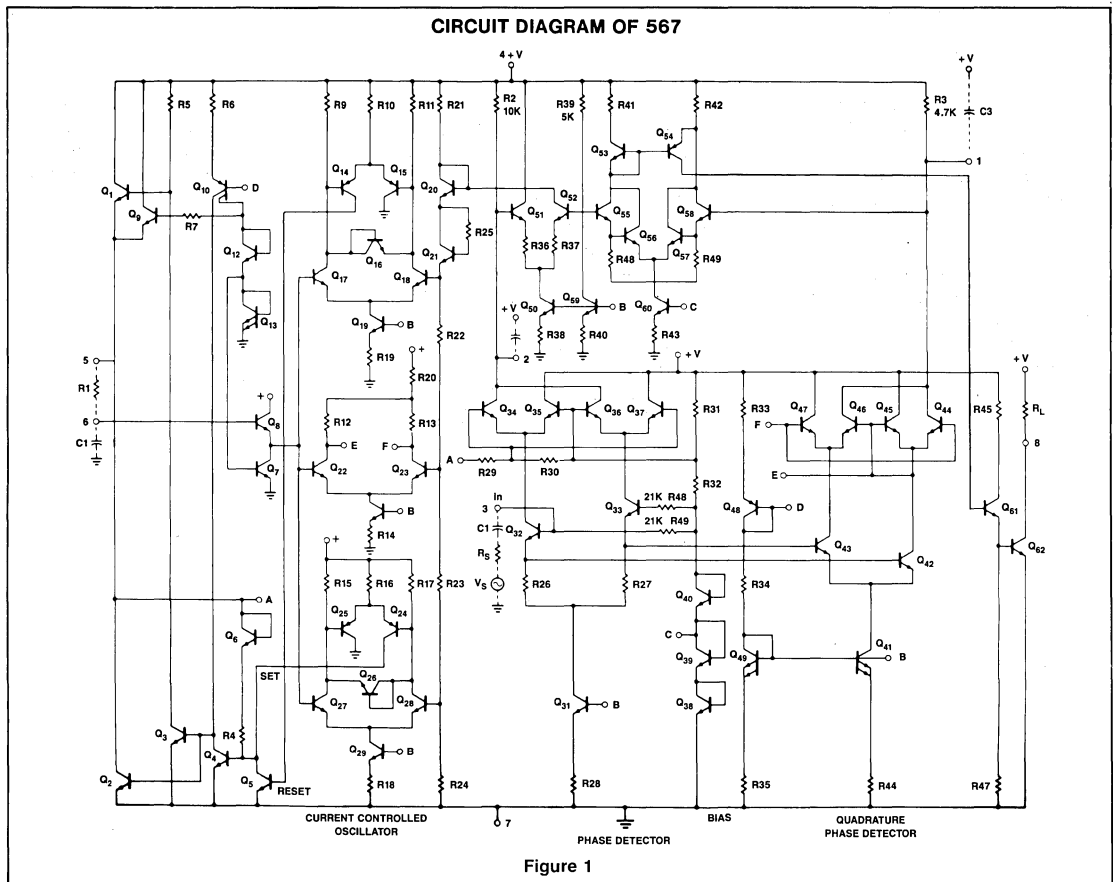 CIRCUIT DIAGRAM OF 567
4 +V
+V
R5
R6
R9
R10
R11
R21
R2
10K
R39
5K
R41
R42
R3
4.7K
C3
1
Q53
Q54
Q14
Q15
Q1
Q10
D
Q20
Q52
Q9
Q51
Q55
Q58
R7
R25
Q56
Q57
R36
R37
Q12
Q16
Q21
R48
R49
Q17
Q18
Q13
Q50
Q59
B
Q60
C
Q19
B
+V
R22
R38
R40
R43
R19
+
5
2
+V
+V
R20
R1
+
6
Q8
R12
R13
Q34
Q35
Q36
Q37
R31
R33
Q47
Q46
Q45
Q44
R45
RL
8
C1
E
F
F
A
R29
R30
Q7
Q22
Q23
E
R32
In
3
Q33
21K R48
Q48
D
Q61
B
C1
Q32
21K R49
Q43
Q62
R14
RS
Q42
+
VS
R15
R16
R17
R23
R26
R27
R34
Q40
A
Q25
Q24
C
Q6
Q39
Q49
Q41
B
SET
Q26
Q27
Q28
Q31
B
Q38
R4
Q3
Q4
Q29
B
Q2
Q5
R18
R24
R28
R35
R44
R47
RESET
CURRENT CONTROLLED
OSCILLATOR
7
PHASE DETECTOR
BIAS
QUADRATURE
PHASE DETECTOR
Figure 1